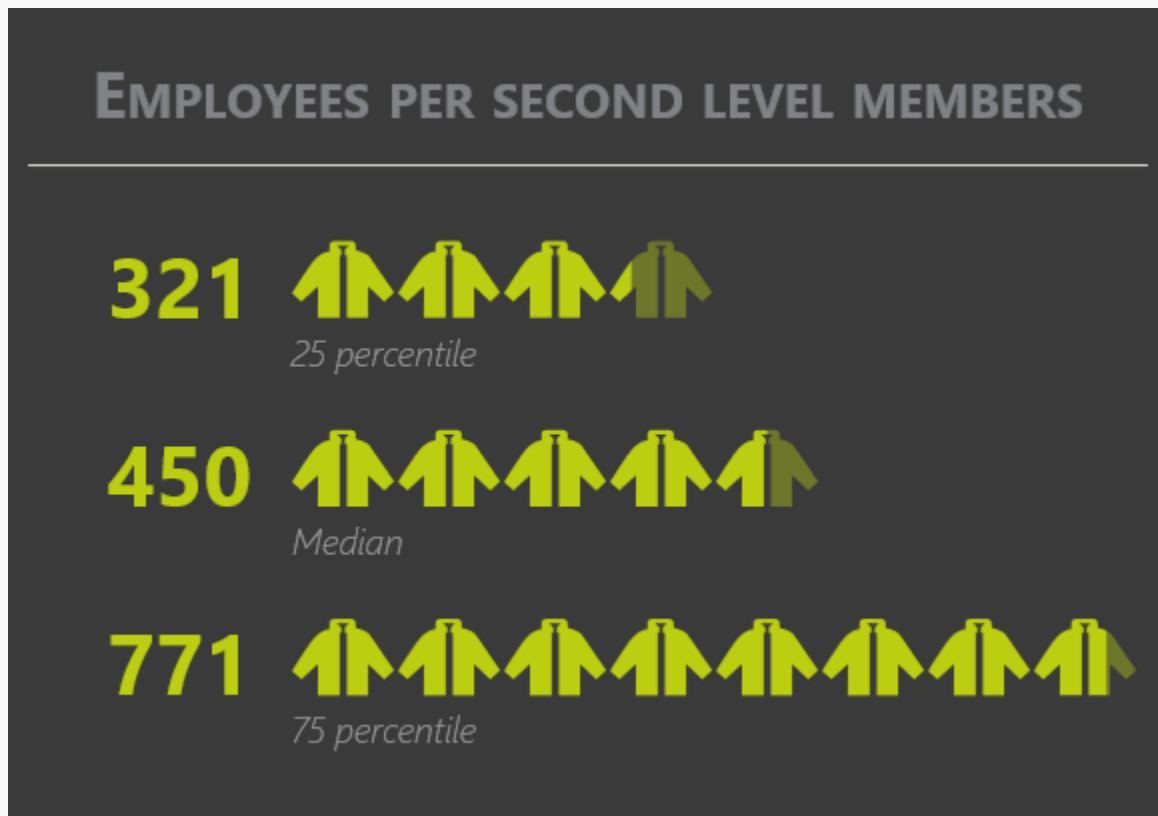 EMPLOYEES PER SECOND LEVEL MEMBERS
321
25 percentile
450
Median
771
75 percentile